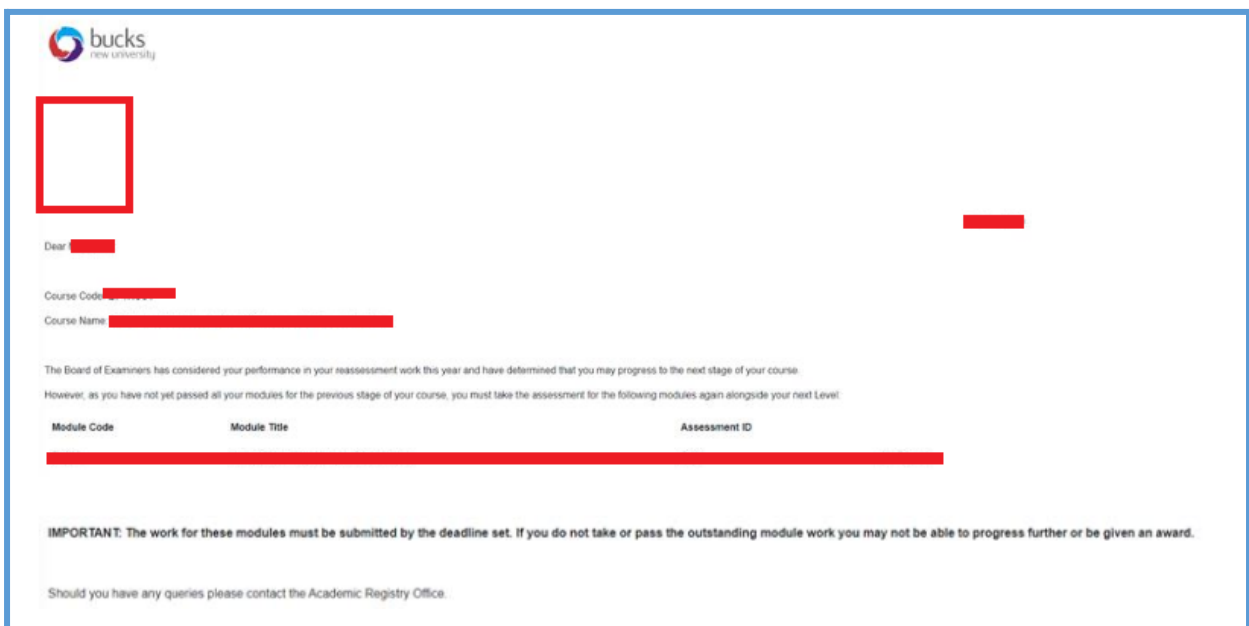 bucks
new university
Dear
Course Code
Course Name:
The Board of Examiners has considered your performance in your reassessment work this year and have determined that you may progress to the next stage of your course.
However, as you have not yet passed all your modules for the previous stage of your course, you must take the assessment for the following modules again alongside your next Level:
Module Code Module Title Assessment ID
IMPORTANT: The work for these modules must be submitted by the deadline set. If you do not take or pass the outstanding module work you may not be able to progress further or be given an award.
Should you have any queries please contact the Academic Registry Office.